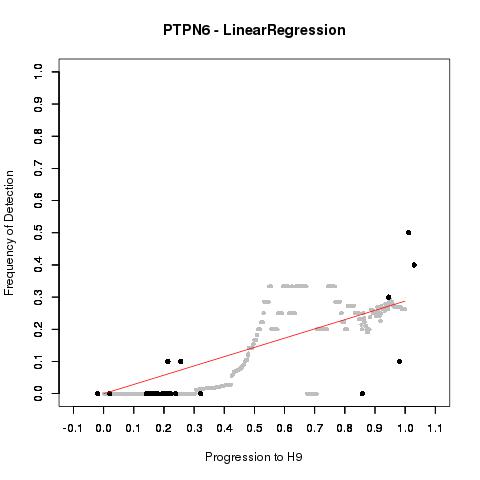 PTPN6 - LinearRegression
1.0
0.9
0.8
0.7
0.6
0.5
0.4
0.3
0.2
0.1
0.0
Frequency of Detection
-0.1 0.0 0.1 0.2 0.3 0.4 0.5 0.6 0.7 0.8 0.9 1.0 1.1
Progression to H9